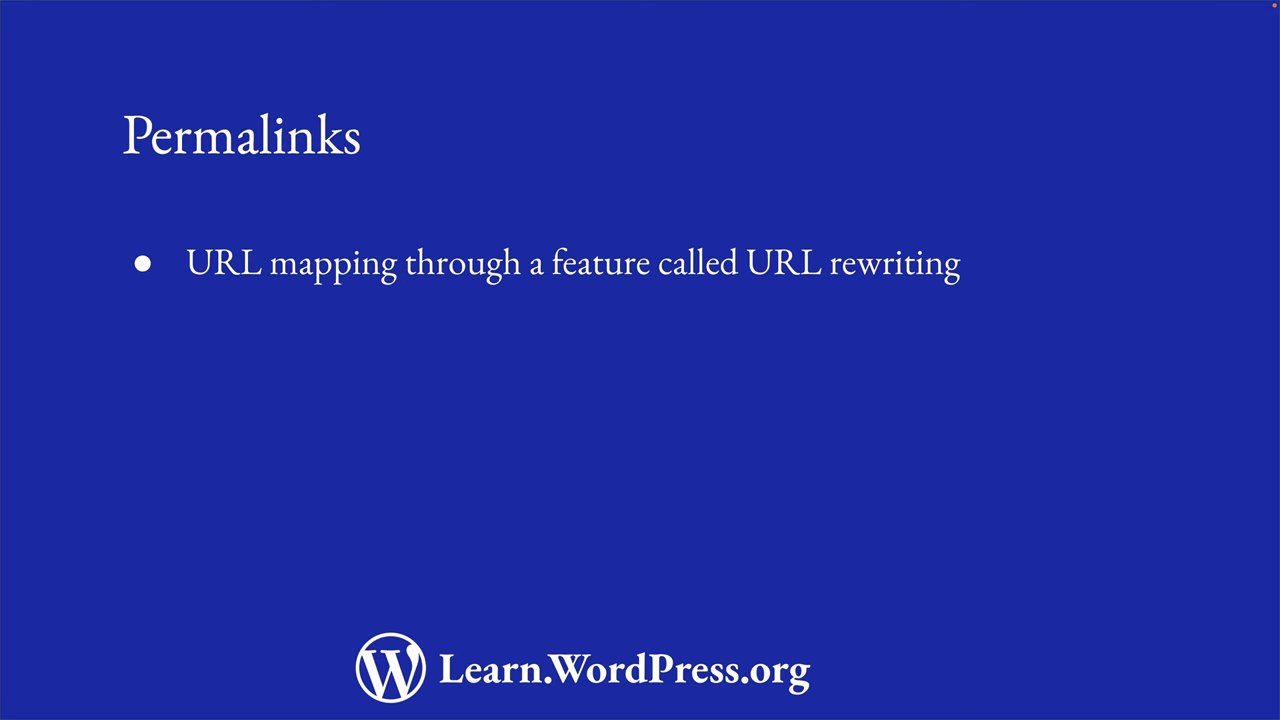 Permalinks
● URL mapping through a feature called URL rewriting
Learn.WordPress.org